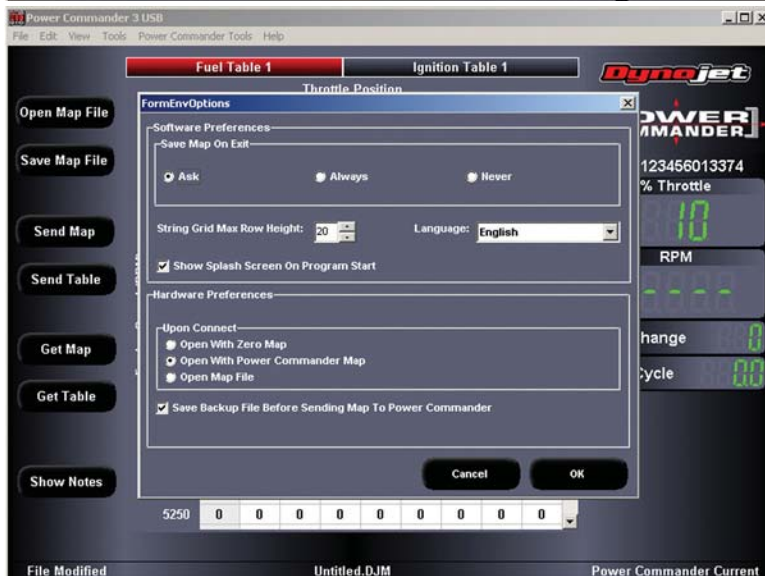 Power Commander 3 USB
File Edit View Tools Power Commander Tools Help
Fuel Table 1
Ignition Table 1
Throttle Position
Dynojet
Open Map File
Save Map File
Send Map
Send Table
Get Map
Get Table
Show Notes
FormEnvOptions
Software Preferences
Save Map On Exit
Ask Always Never
String Grid Max Row Height: 20 Language: English
Show Splash Screen On Program Start
Hardware Preferences
Upon Connect
Open With Zero Map
Open With Power Commander Map
Open Map File
Save Backup File Before Sending Map To Power Commander
Cancel OK
123456013374
% Throttle
10
RPM
- - - -
hange 0
ycle 0.0
5250 0 0 0 0 0 0 0 0 0
File Modified Untitled.DJM Power Commander Current